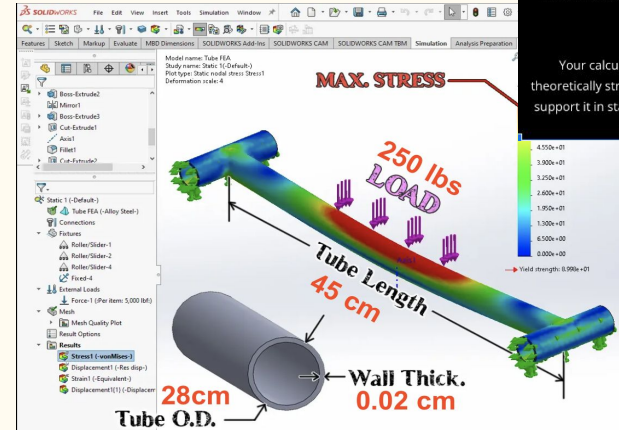 SOLIDWORKS File Edit View Insert Tools Simulation Window
Features Sketch Markup Evaluate MBD Dimensions SOLIDWORKS Add-Ins SOLIDWORKS CAM SOLIDWORKS CAM TBM Simulation Analysis Preparation
Model name: Tube FEA
Study name: Static 1(-Default-)
Plot type: Static nodal stress Stress1
Deformation scale: 4
Boss-Extrude2
Mirror1
Boss-Extrude3
Cut-Extrude1
Axis1
Fillet1
Cut-Extrude2
Static 1 (-Default-)
Tube FEA (-Alloy Steel-)
Connections
Fixtures
Roller/Slider-1
Roller/Slider-2
Roller/Slider-4
Fixed-4
External Loads
Force-1 (:Per item: 5,000 lbf:)
Mesh
Mesh Quality Plot
Result Options
Results
Stress1 (-vonMises-)
Displacement1 (-Res disp-)
Strain1 (-Equivalent-)
Displacement1(1) (-Displacem
MAX. STRESS
250 lbs
LOAD
Tube Length
45 cm
Wall Thick.
0.02 cm
28cm
Tube O.D.
Your calcu
theoretically str
support it in sta
4.550e+01
3.900e+01
3.250e+01
2.600e+01
1.950e+01
1.300e+01
6.500e+00
0.000e+00
Yield strength: 8.998e+01